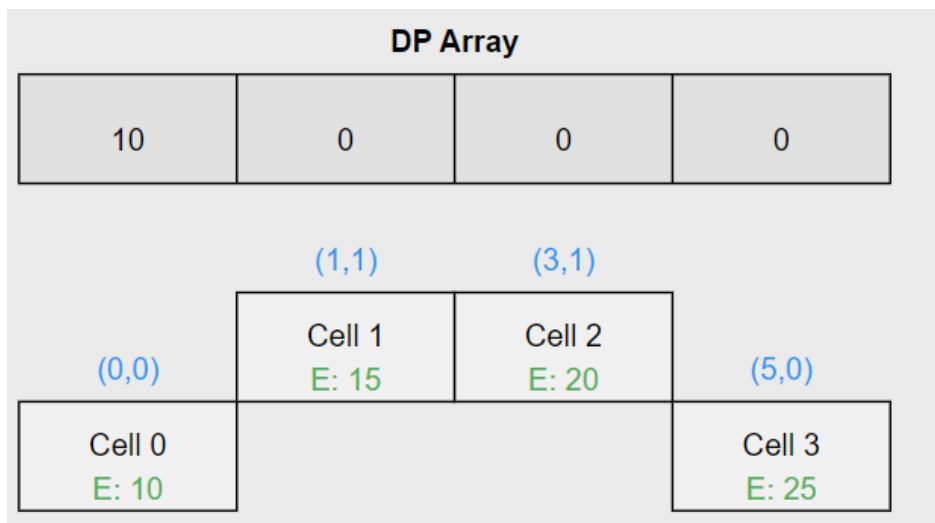 DP Array
10 0 0 0
(1,1) (3,1)
Cell 1 Cell 2
(0,0) E: 15 E: 20 (5,0)
Cell 0 Cell 3
E: 10 E: 25